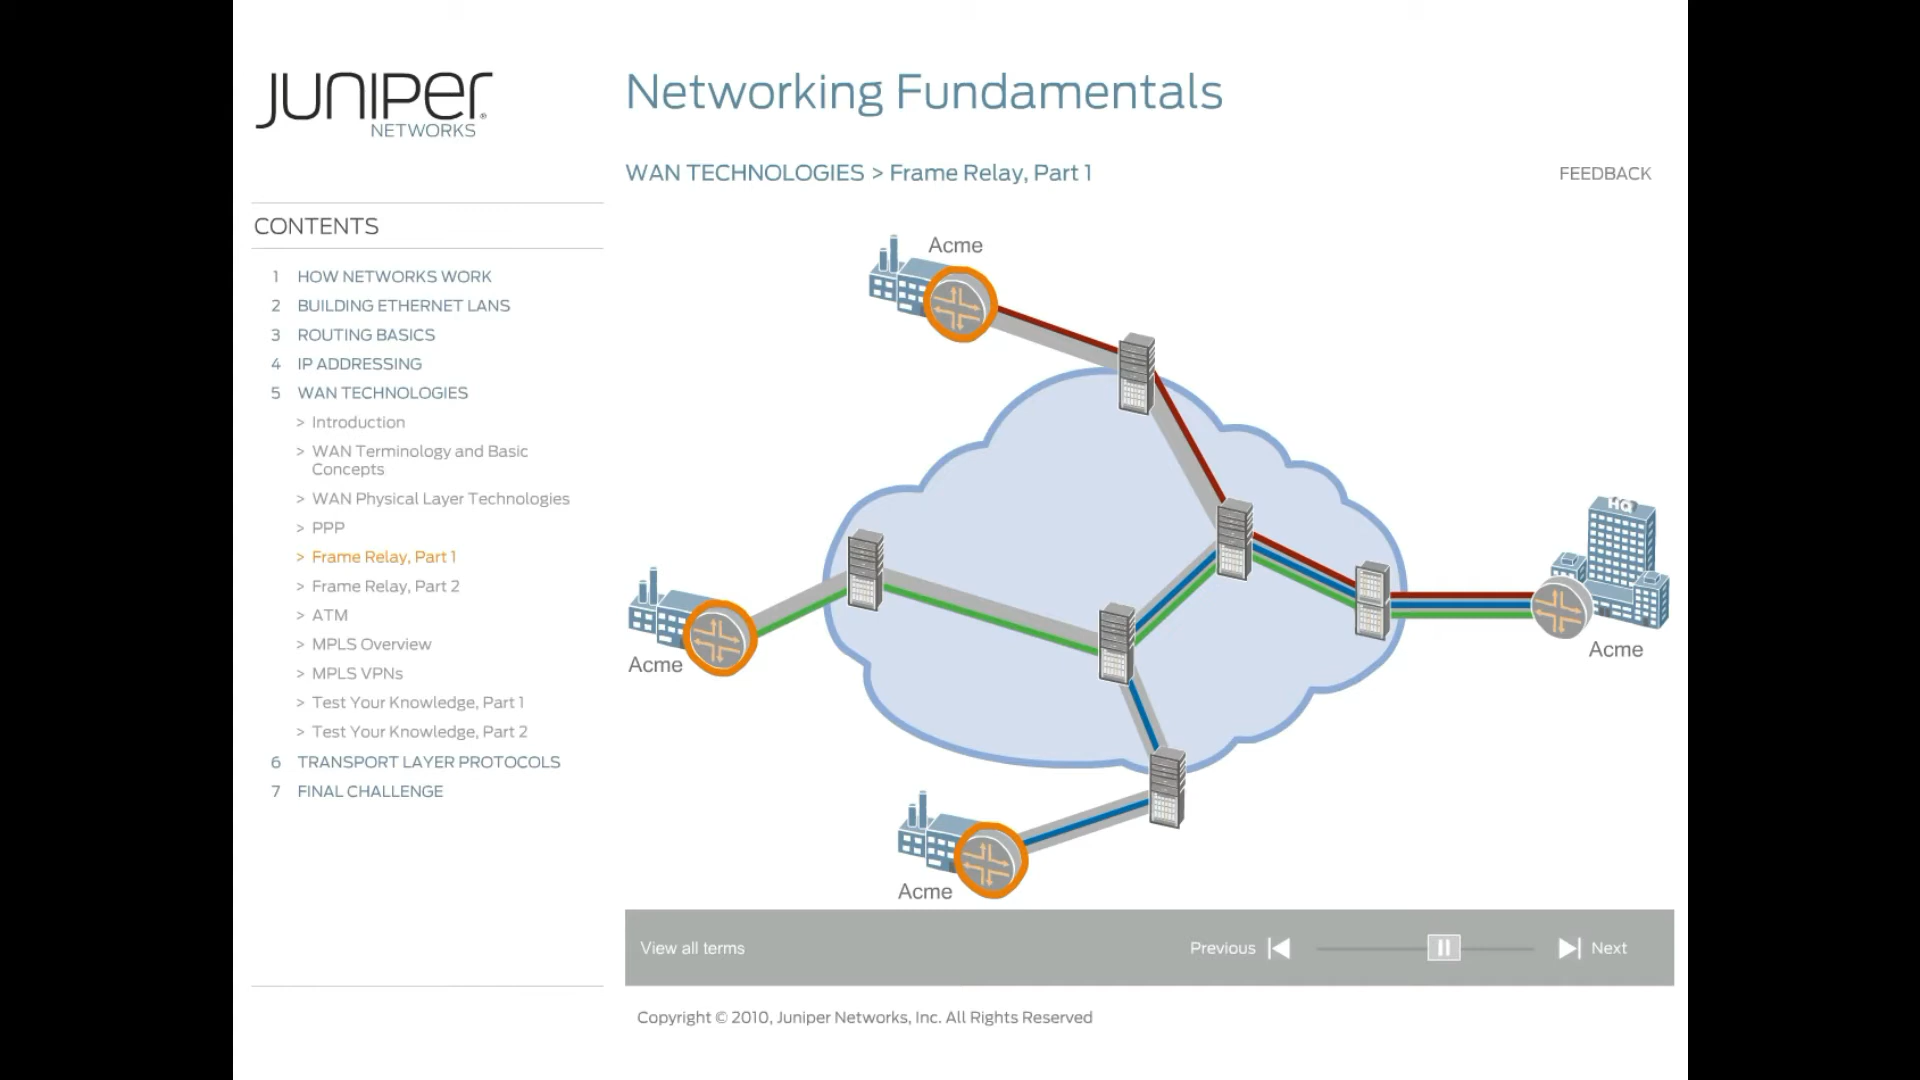 JUNIPER
NETWORKS
Networking Fundamentals
WAN TECHNOLOGIES > Frame Relay, Part 1
FEEDBACK
CONTENTS
1 HOW NETWORKS WORK
2 BUILDING ETHERNET LANS
3 ROUTING BASICS
4 IP ADDRESSING
5 WAN TECHNOLOGIES
> Introduction
> WAN Terminology and Basic
Concepts
> WAN Physical Layer Technologies
> PPP
> Frame Relay, Part 1
> Frame Relay, Part 2
> ATM
> MPLS Overview
> MPLS VPNs
> Test Your Knowledge, Part 1
> Test Your Knowledge, Part 2
6 TRANSPORT LAYER PROTOCOLS
7 FINAL CHALLENGE
Acme
HQ
Acme
Acme
Acme
View all terms
Previous
Next
Copyright © 2010, Juniper Networks, Inc. All Rights Reserved